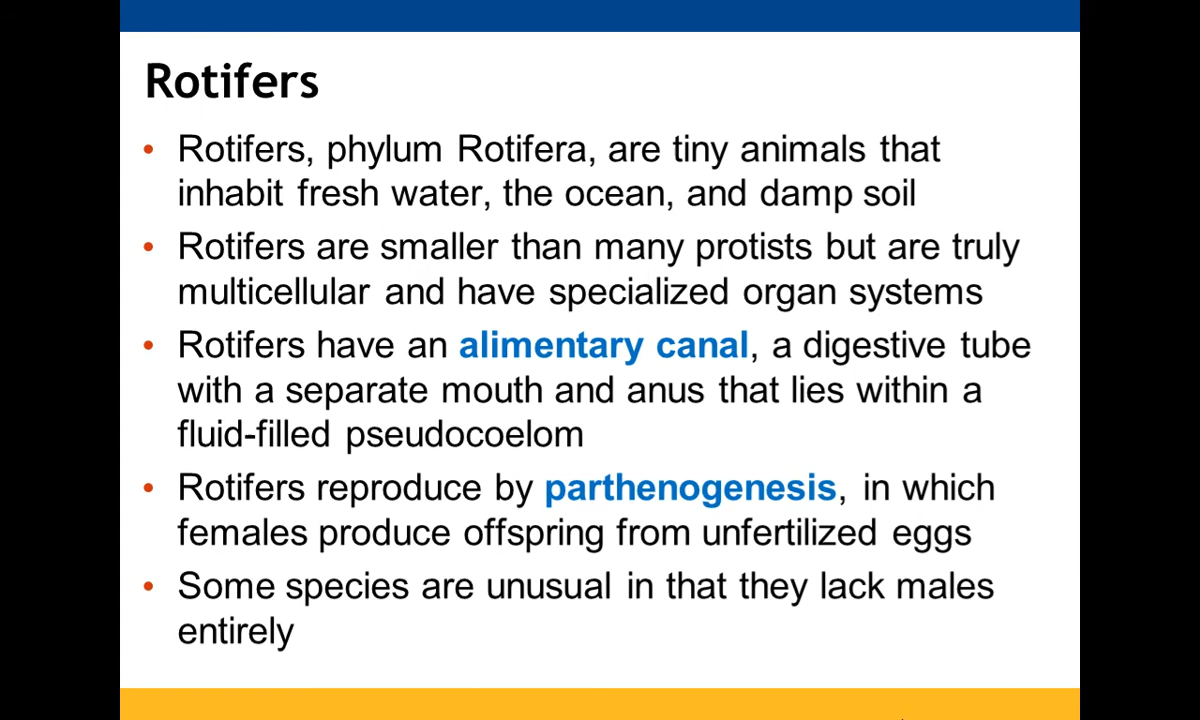 Rotifers
• Rotifers, phylum Rotifera, are tiny animals that
inhabit fresh water, the ocean, and damp soil
• Rotifers are smaller than many protists but are truly
multicellular and have specialized organ systems
• Rotifers have an alimentary canal, a digestive tube
with a separate mouth and anus that lies within a
fluid-filled pseudocoelom
• Rotifers reproduce by parthenogenesis, in which
females produce offspring from unfertilized eggs
• Some species are unusual in that they lack males
entirely